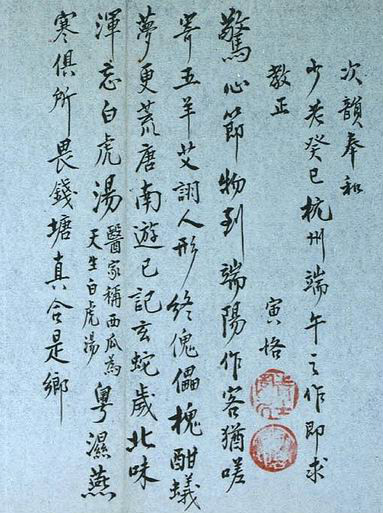 次韻奉和
少老癸巳杭州端午之作即求
教正 寅恪
驚心節物到端陽作客猶嗟
寄五羊艾詡人形終傀儡槐酣蟻
夢更荒唐南遊已記玄蛇歲北味
渾忘白虎湯醫家稱西瓜為天生白虎湯粵濕燕
寒俱所畏錢塘真合是鄉